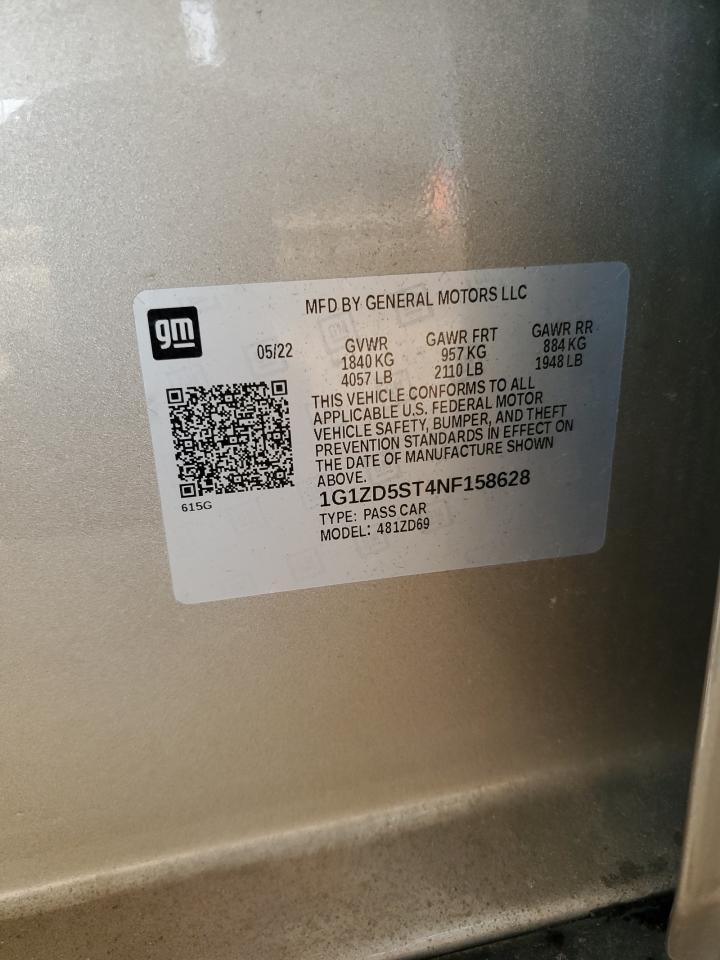 MFD BY GENERAL MOTORS LLC
gm
05/22 GVWR GAWR FRT GAWR RR
1840 KG 957 KG 884 KG
4057 LB 2110 LB 1948 LB
THIS VEHICLE CONFORMS TO ALL
APPLICABLE U.S. FEDERAL MOTOR
VEHICLE SAFETY, BUMPER, AND THEFT
PREVENTION STANDARDS IN EFFECT ON
THE DATE OF MANUFACTURE SHOWN
ABOVE.
615G
1G1ZD5ST4NF158628
TYPE: PASS CAR
MODEL: 481ZD69